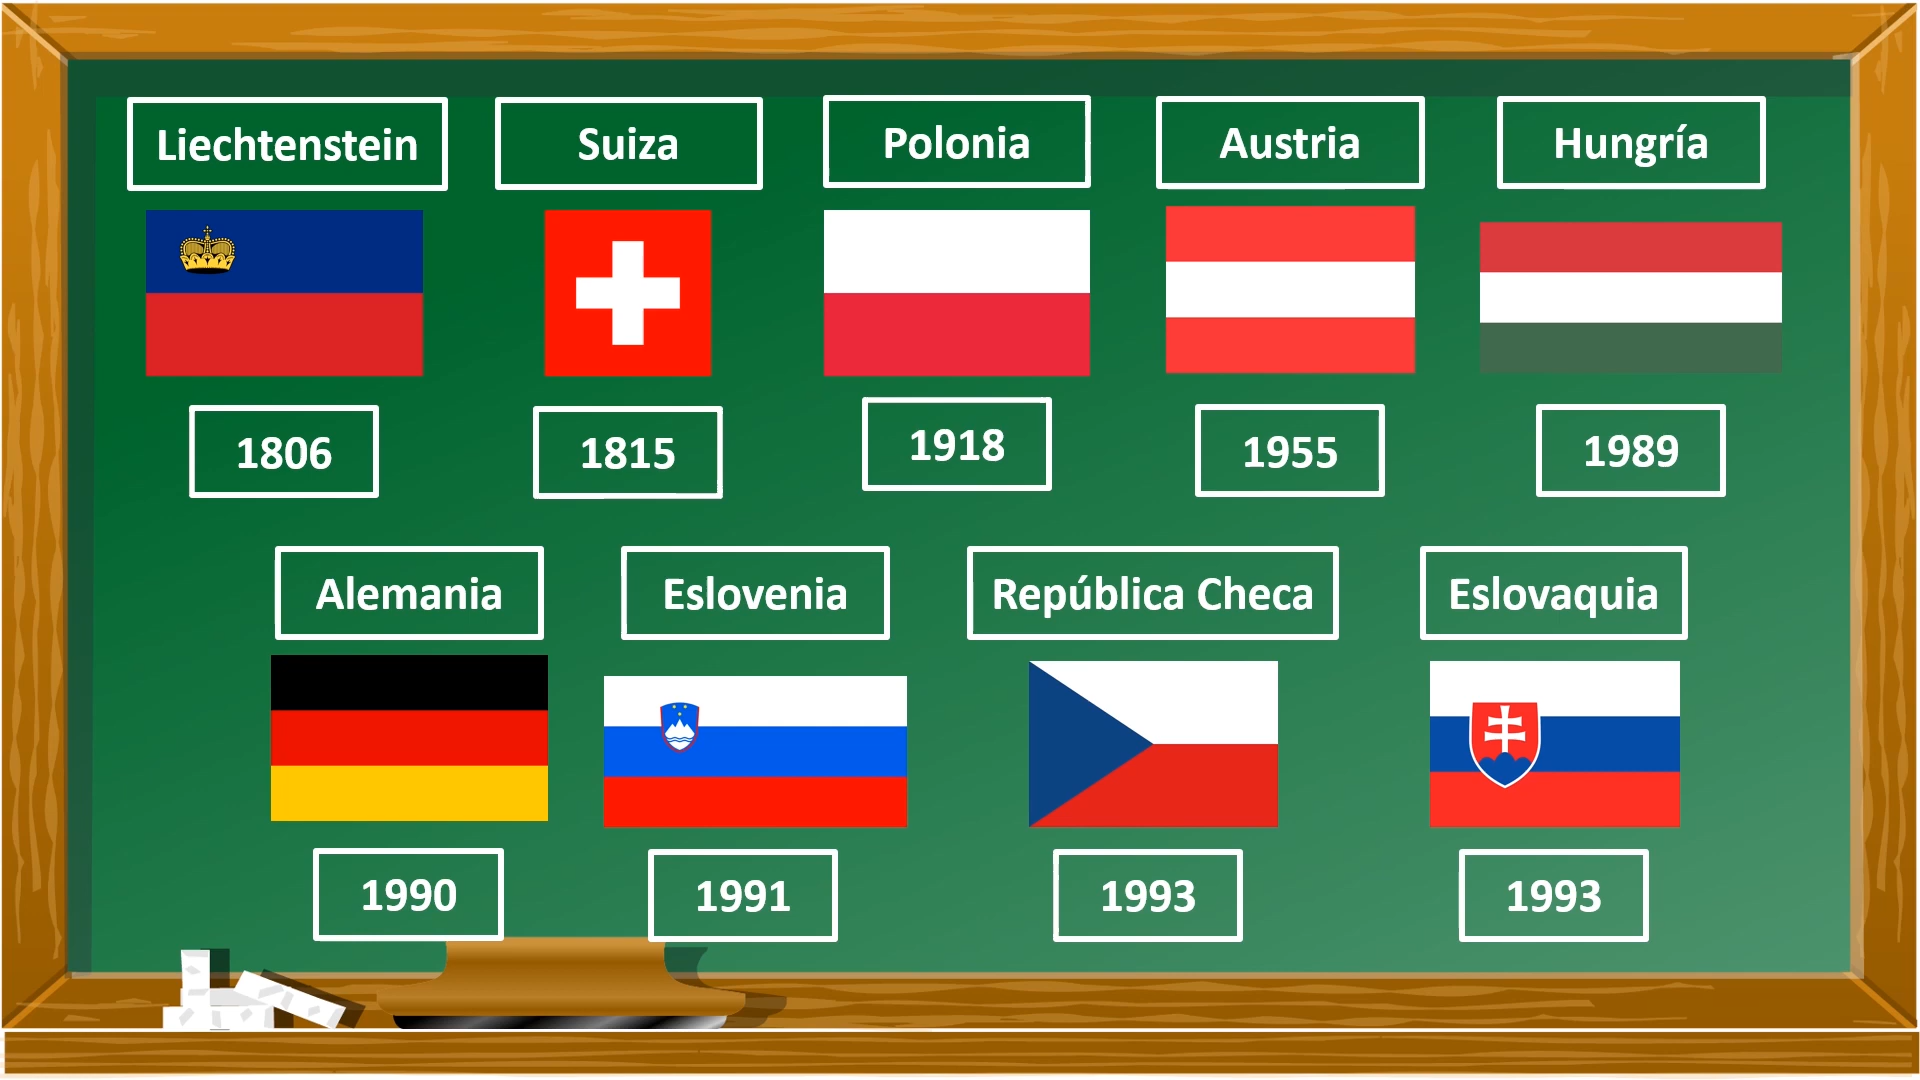 Liechtenstein
Suiza
Polonia
Austria
Hungría
1806
1815
1918
1955
1989
Alemania
Eslovenia
República Checa
Eslovaquia
1990
1991
1993
1993